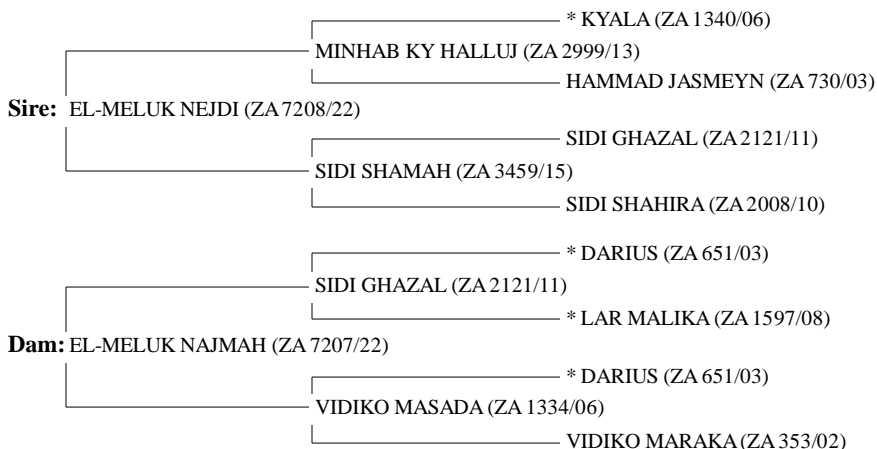 * KYALA (ZA 1340/06)
MINHAB KY HALLUJ (ZA 2999/13)
HAMMAD JASMEYN (ZA 730/03)
Sire: EL-MELUK NEJDI (ZA 7208/22)
SIDI GHAZAL (ZA 2121/11)
SIDI SHAMAH (ZA 3459/15)
SIDI SHAHIRA (ZA 2008/10)
* DARIUS (ZA 651/03)
SIDI GHAZAL (ZA 2121/11)
* LAR MALIKA (ZA 1597/08)
Dam: EL-MELUK NAJMAH (ZA 7207/22)
* DARIUS (ZA 651/03)
VIDIKO MASADA (ZA 1334/06)
VIDIKO MARAKA (ZA 353/02)